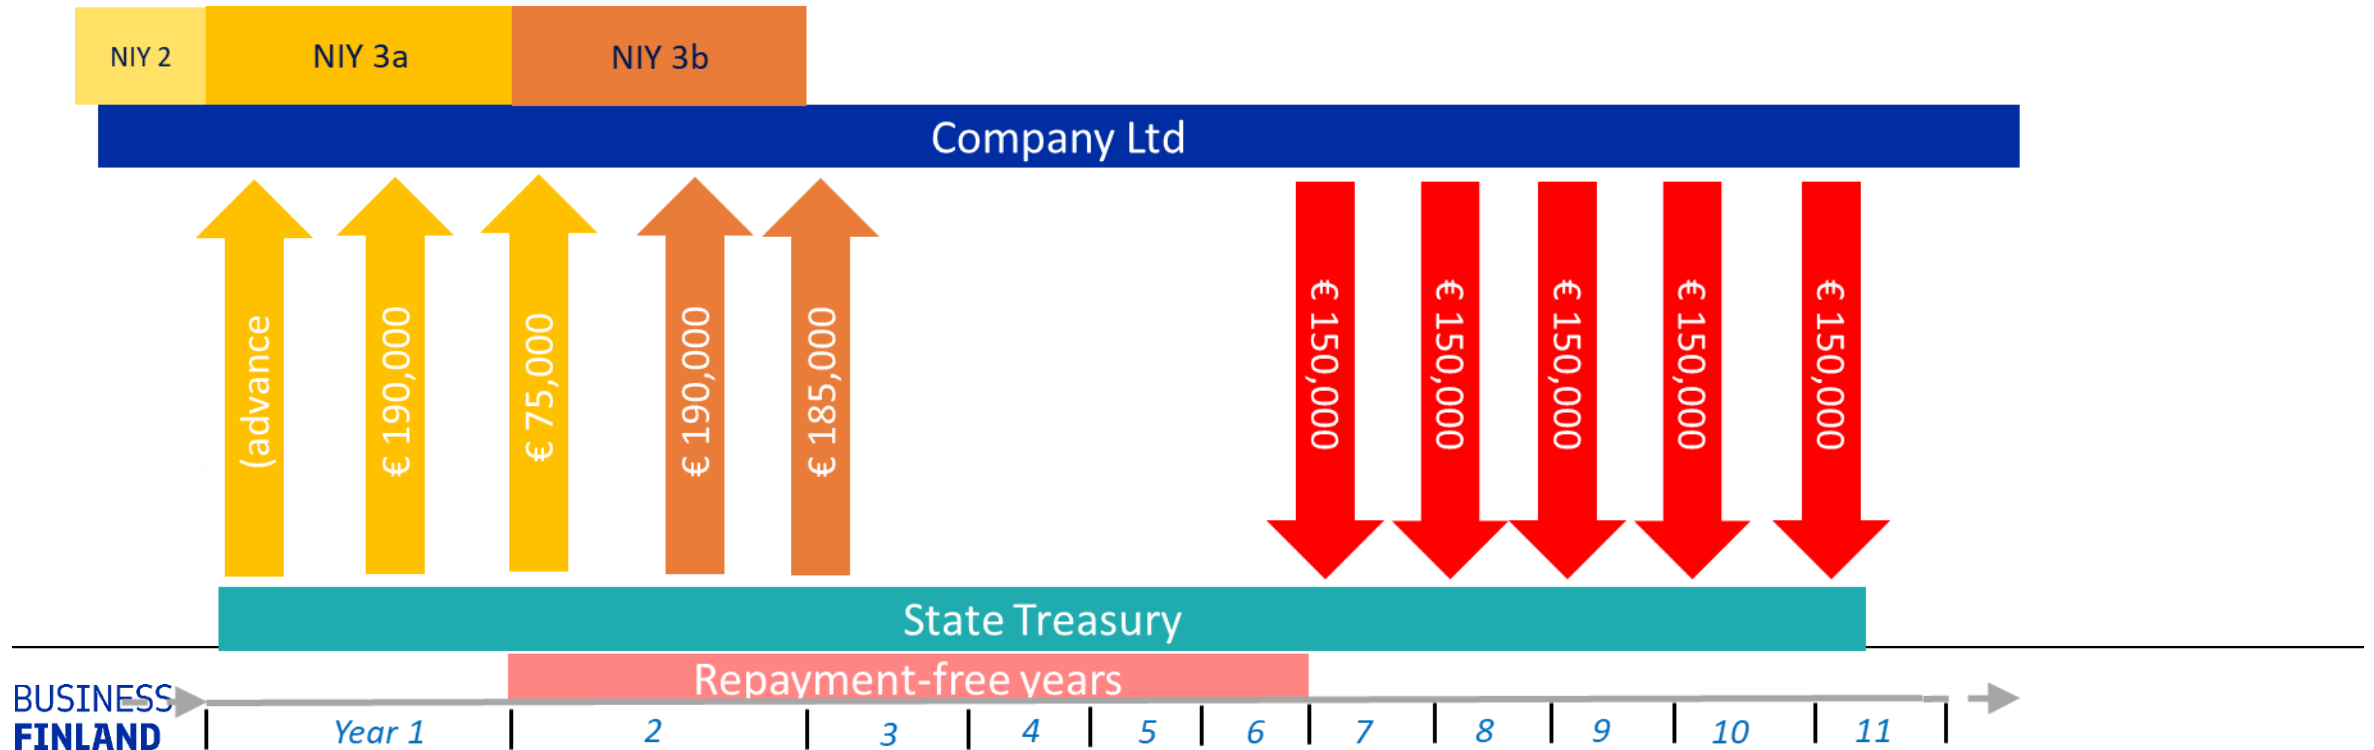 NIY 2
NIY 3a
NIY 3b
Company Ltd
(advance
€ 190,000
€ 75,000
€ 190,000
€ 185,000
€ 150,000
€ 150,000
€ 150,000
€ 150,000
€ 150,000
State Treasury
Repayment-free years
BUSINESS
FINLAND
Year 1
2
3
4
5
6
7
8
9
10
11